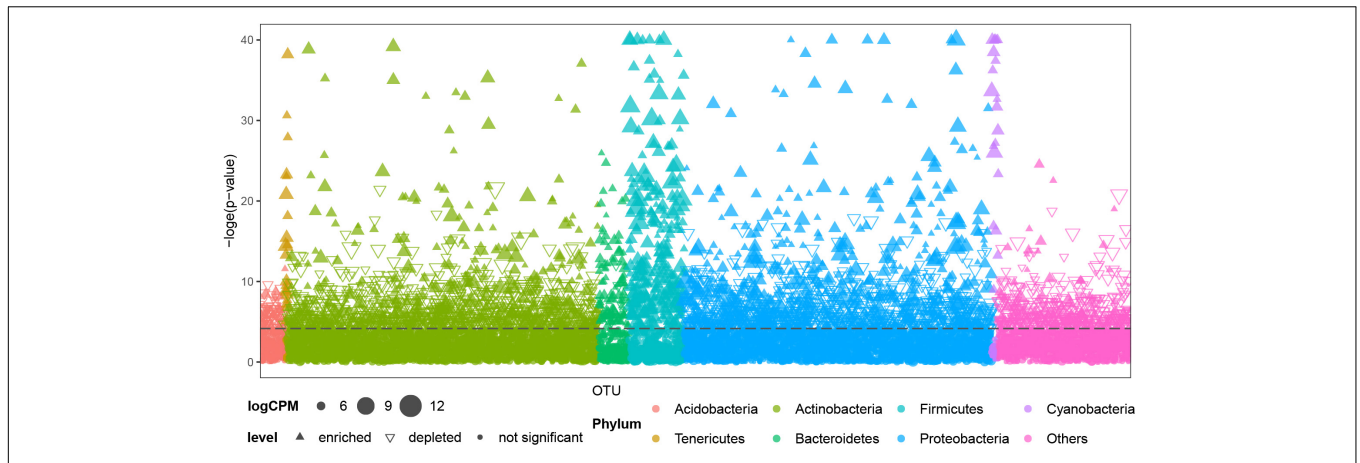 40
30
20
10
0
−loge(p−value)
OTU
logCPM 6 9 12
level enriched depleted not significant
Phylum
Acidobacteria Actinobacteria Firmicutes Cyanobacteria
Tenericutes Bacteroidetes Proteobacteria Others